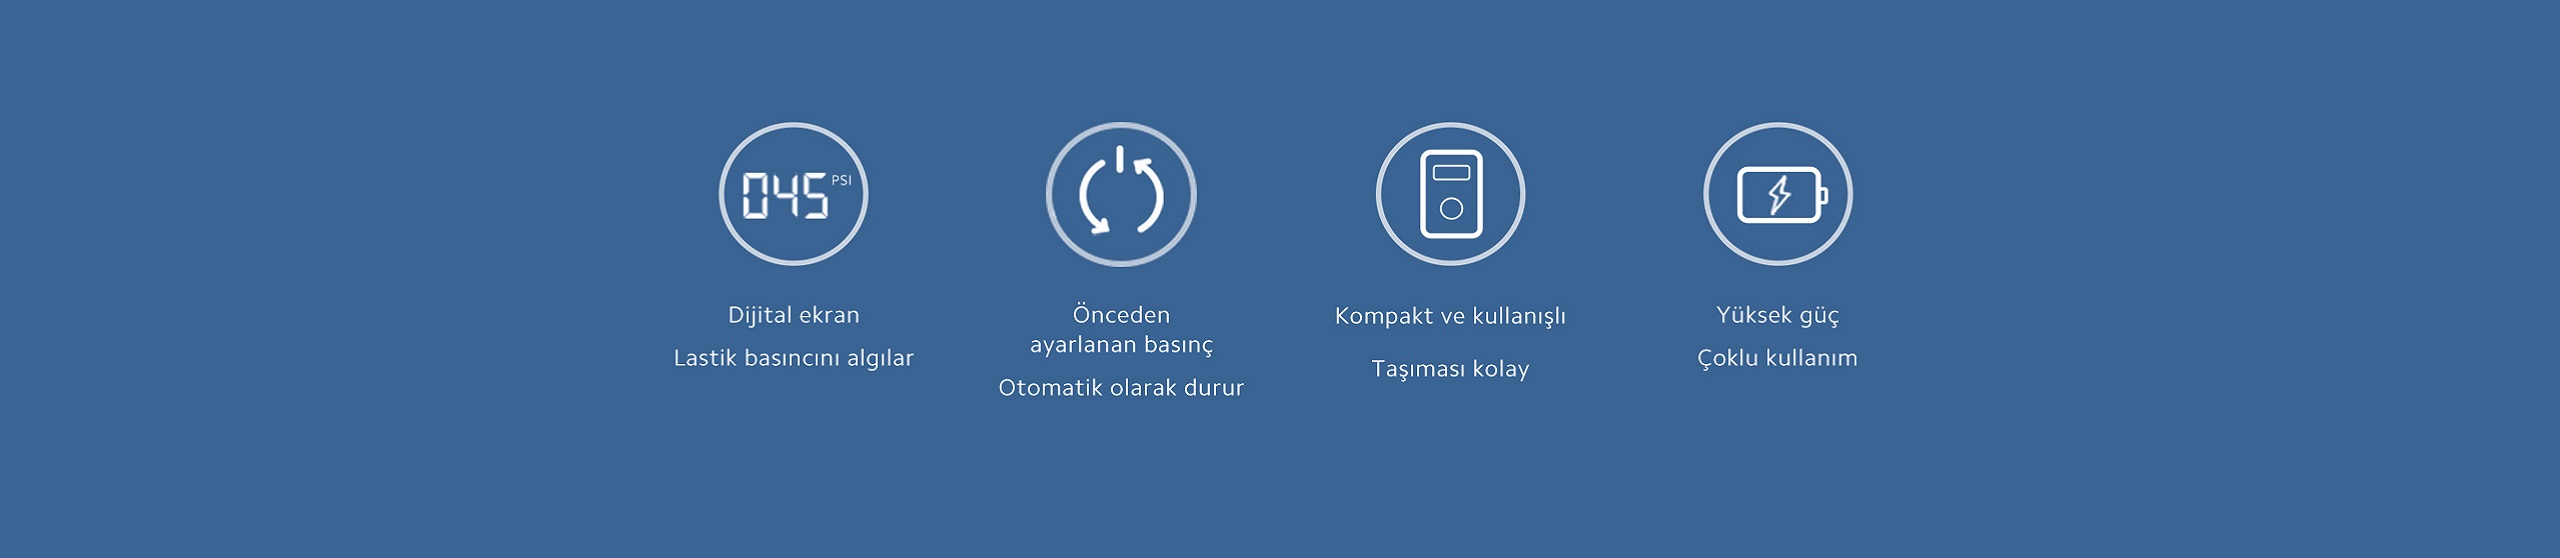 045 PSI
Dijital ekran
Lastik basıncını algılar
Önceden
ayarlanan basınç
Otomatik olarak durur
Kompakt ve kullanışlı
Taşıması kolay
Yüksek güç
Çoklu kullanım